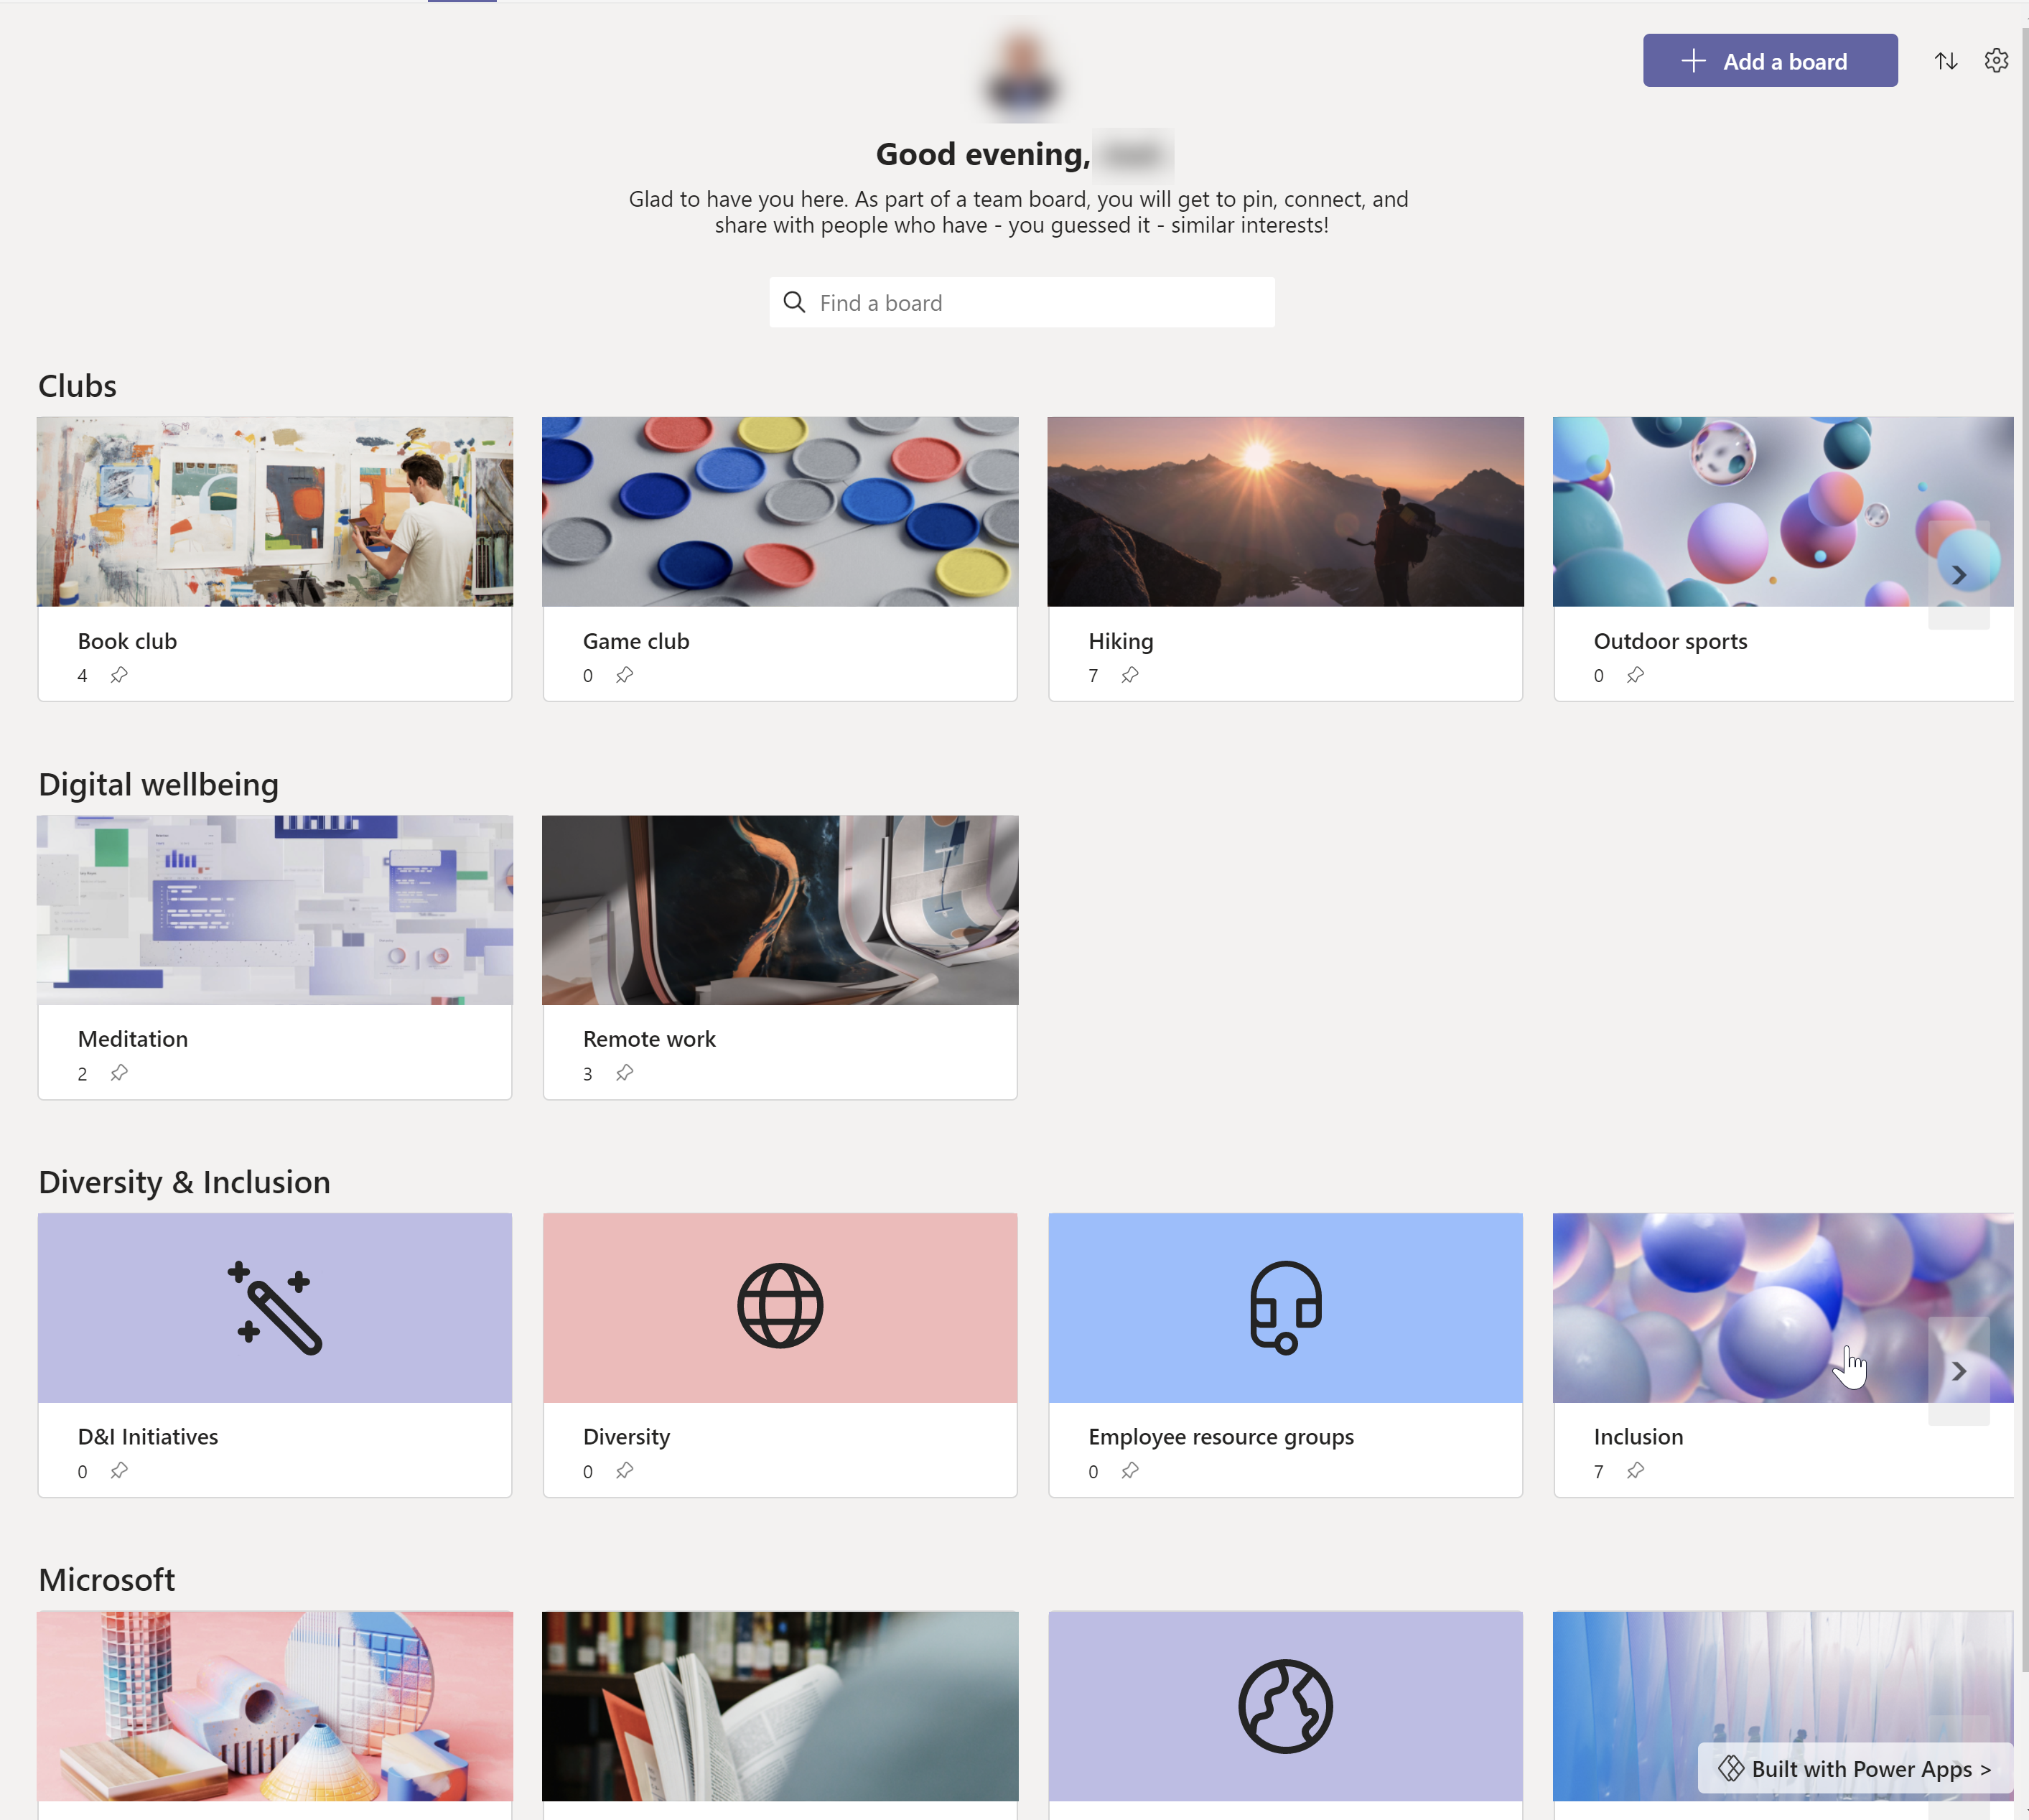 Add a board
Good evening,
Glad to have you here. As part of a team board, you will get to pin, connect, and
share with people who have - you guessed it - similar interests!
Find a board
Clubs
Book club
4
Game club
0
Hiking
7
Outdoor sports
0
Digital wellbeing
Meditation
2
Remote work
3
Diversity & Inclusion
D&I Initiatives
0
Diversity
0
Employee resource groups
0
Inclusion
7
Microsoft
Built with Power Apps >